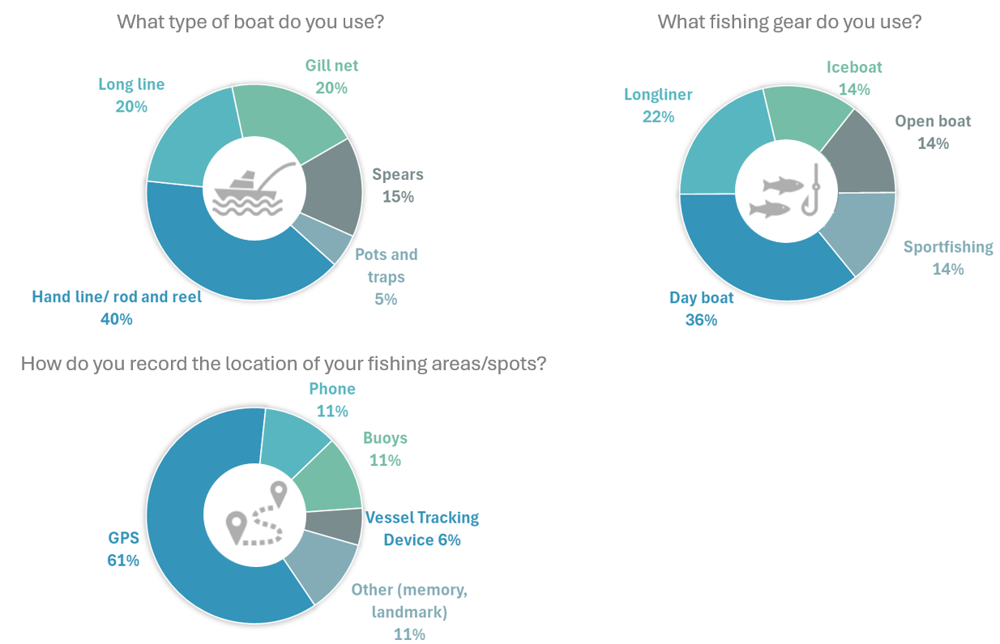 What type of boat do you use?
Gill net
20%
Long line
20%
Spears
15%
Pots and
traps
5%
Hand line/ rod and reel
40%
What fishing gear do you use?
Iceboat
14%
Longliner
22%
Open boat
14%
Sportfishing
14%
Day boat
36%
How do you record the location of your fishing areas/spots?
Phone
11%
Buoys
11%
Vessel Tracking
Device 6%
GPS
61%
Other (memory,
landmark)
11%